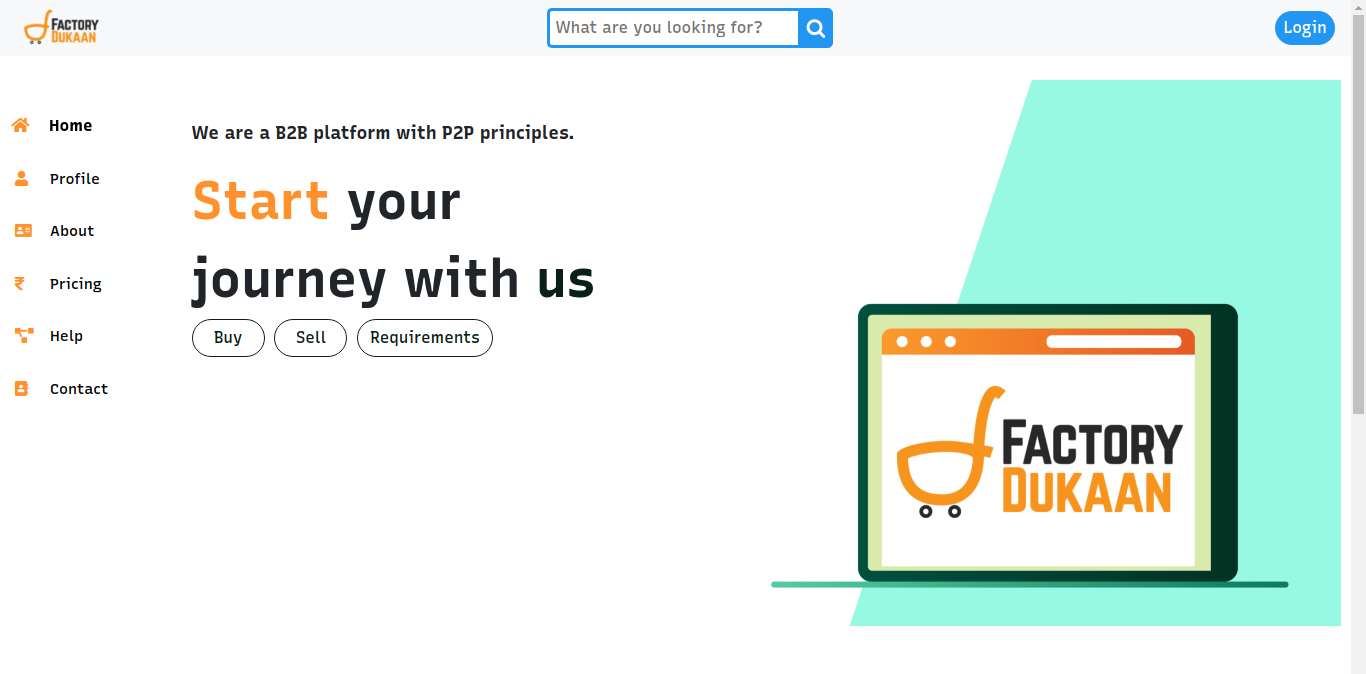 FACTORY
DUKAAN
What are you looking for?
Login
Home
Profile
About
Pricing
Help
Contact
We are a B2B platform with P2P principles.
Start your
journey with us
Buy
Sell
Requirements
FACTORY
DUKAAN